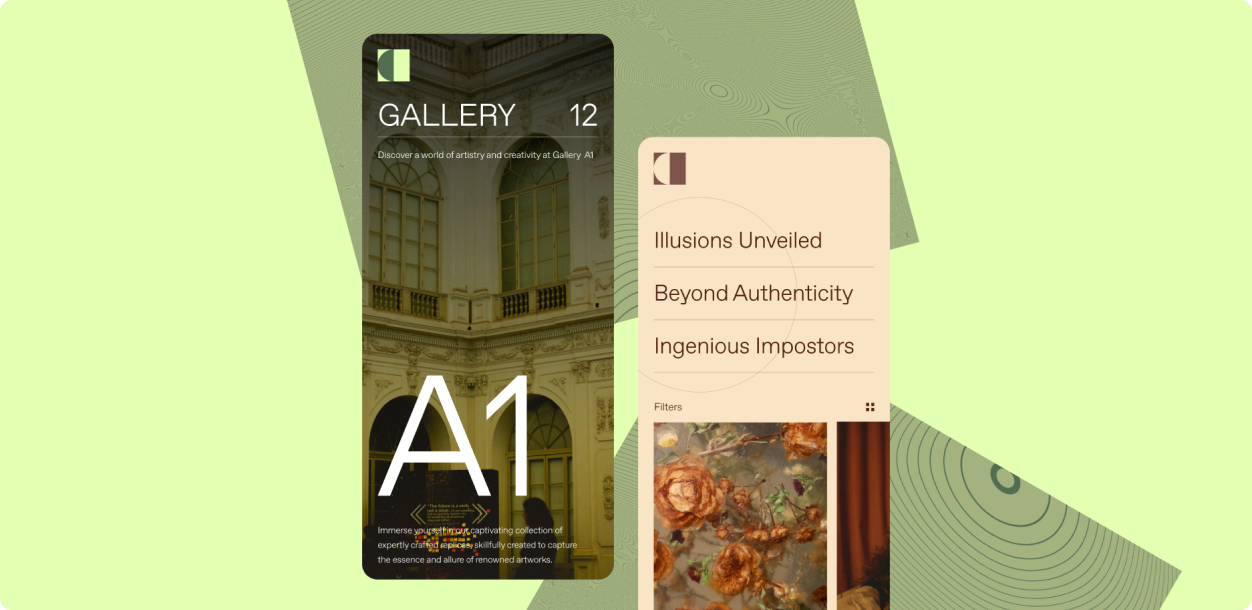 GALLERY 12
Discover a world of artistry and creativity at Gallery A1
A1
Immerse yourself in our captivating collection of
expertly crafted replicas, skillfully created to capture
the essence and allure of renowned artworks.
Illusions Unveiled
Beyond Authenticity
Ingenious Impostors
Filters